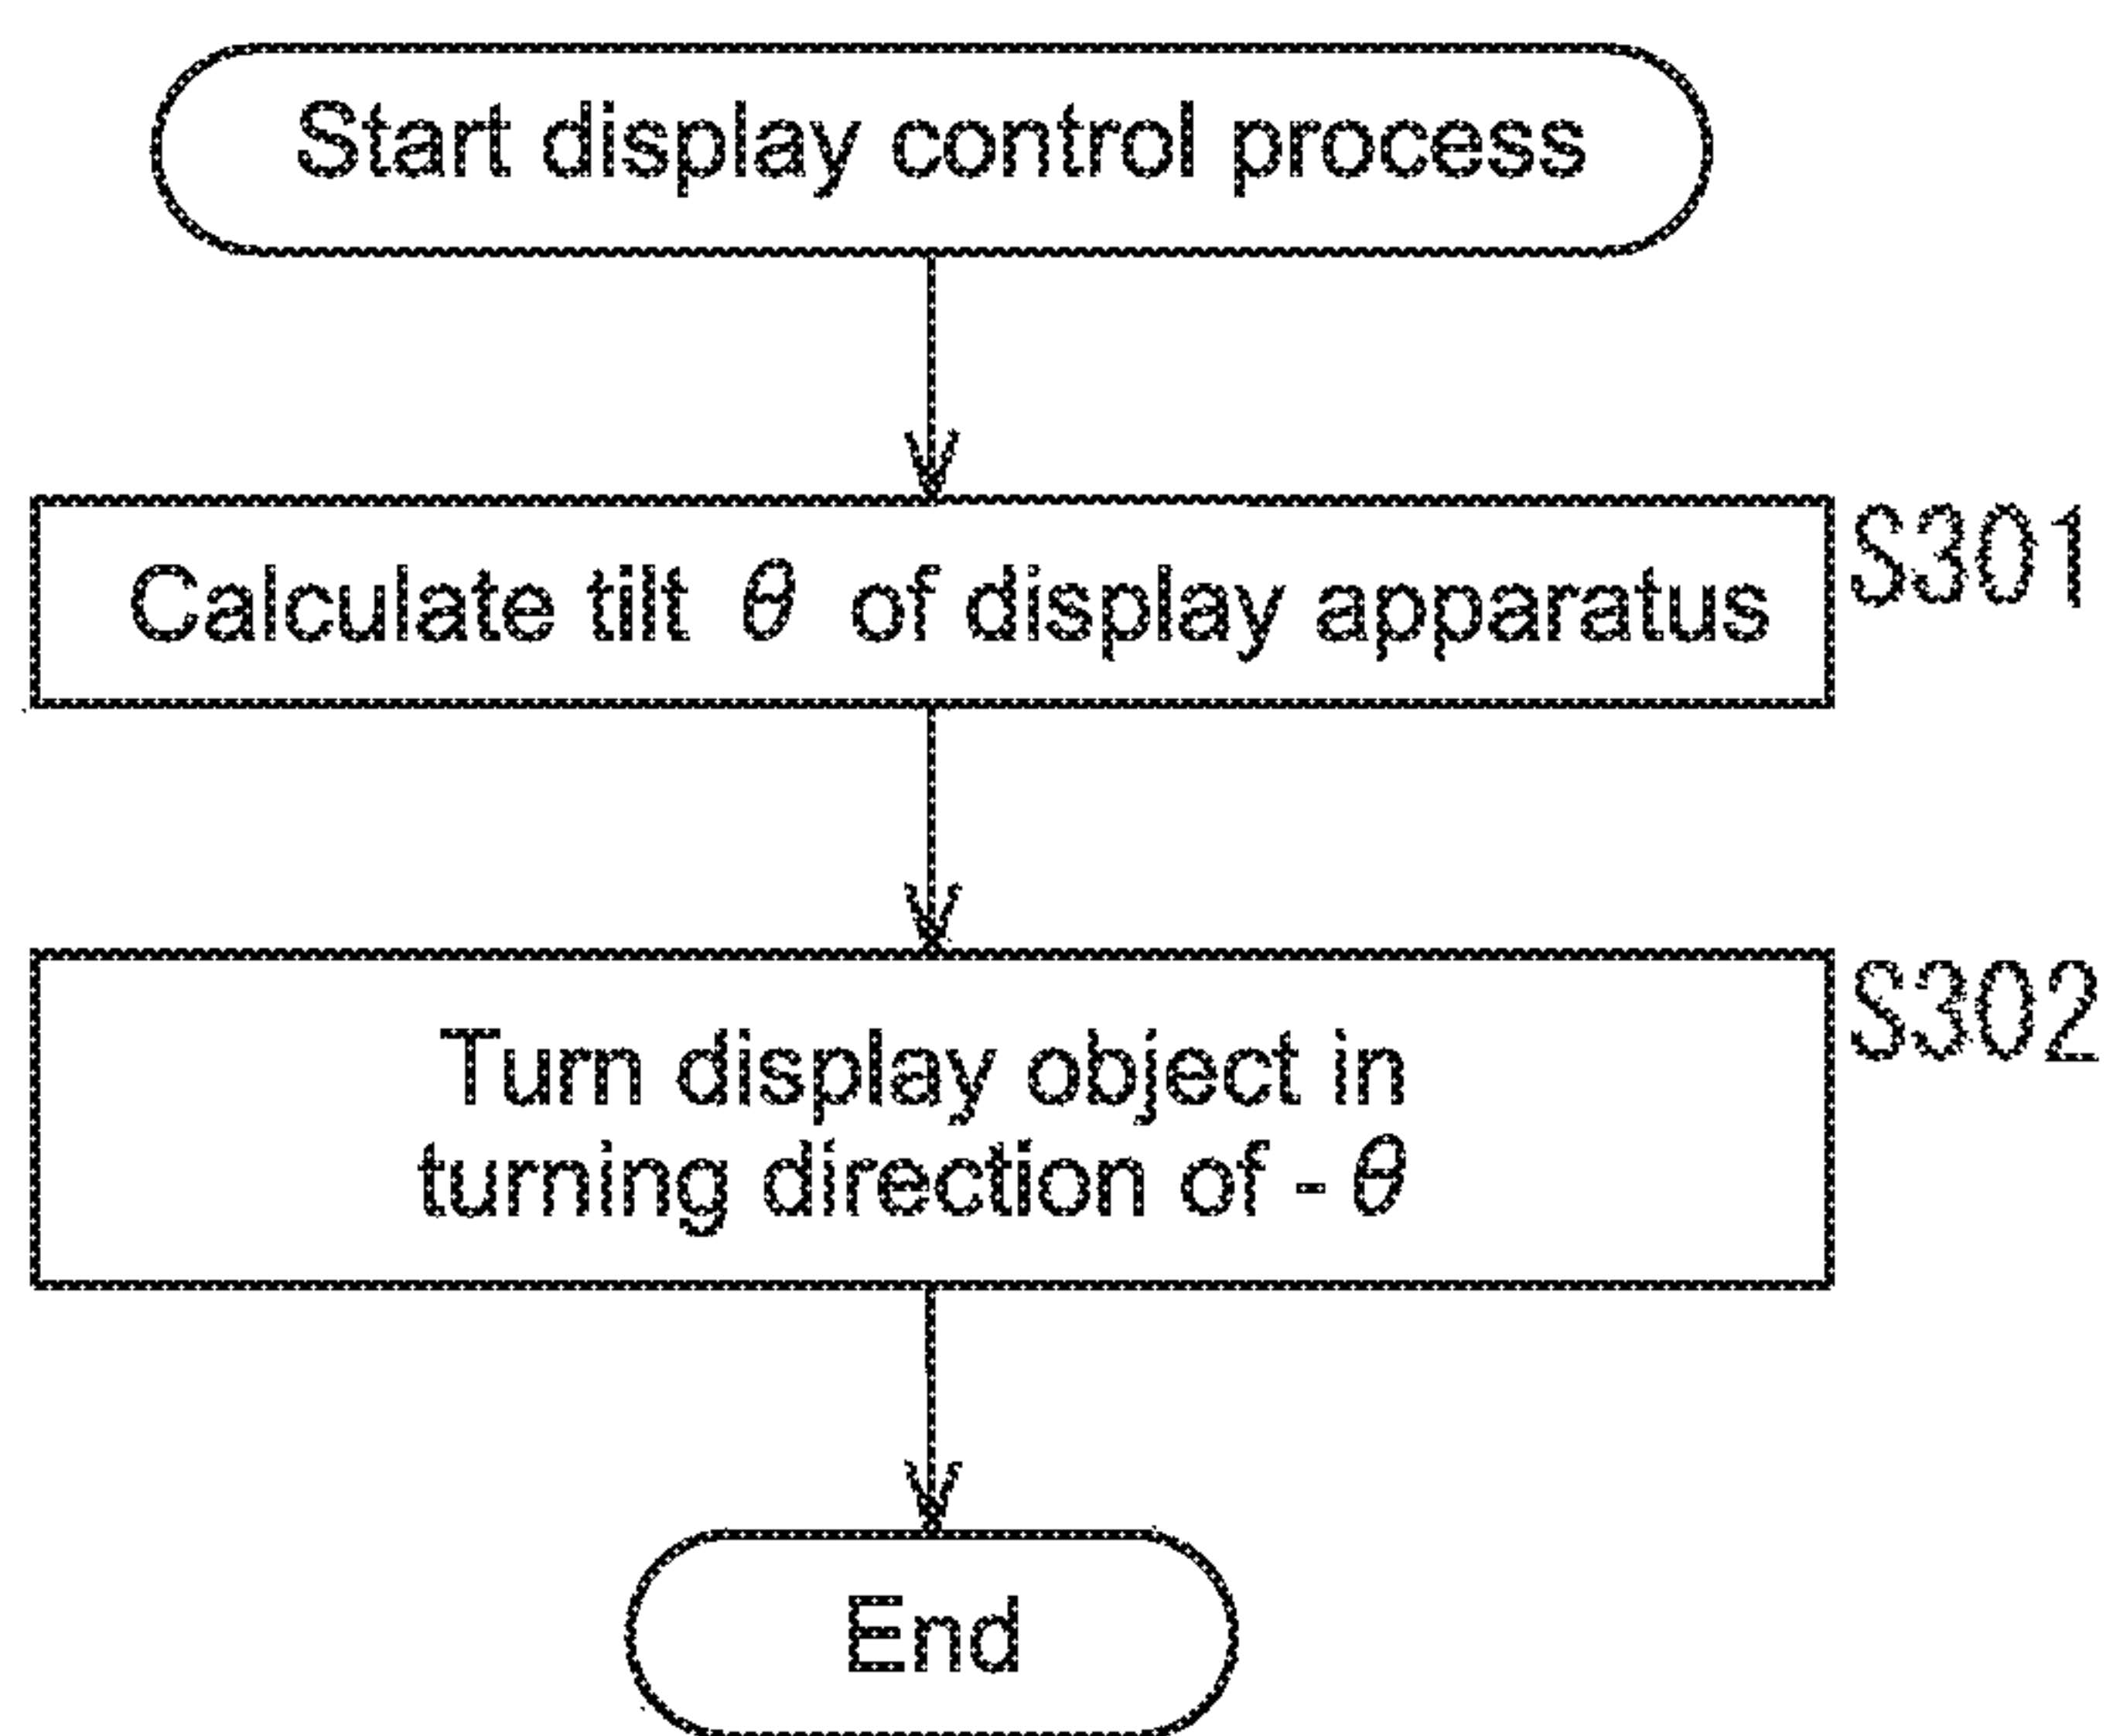 Start display control process
Calculate tilt θ of display apparatus
S301
Turn display object in
turning direction of - θ
S302
End